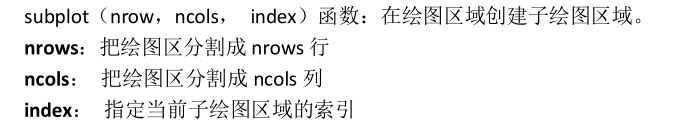 subplot（nrow，ncols， index）函数：在绘图区域创建子绘图区域。
nrows：把绘图区分割成 nrows 行
ncols： 把绘图区分割成 ncols 列
index： 指定当前子绘图区域的索引